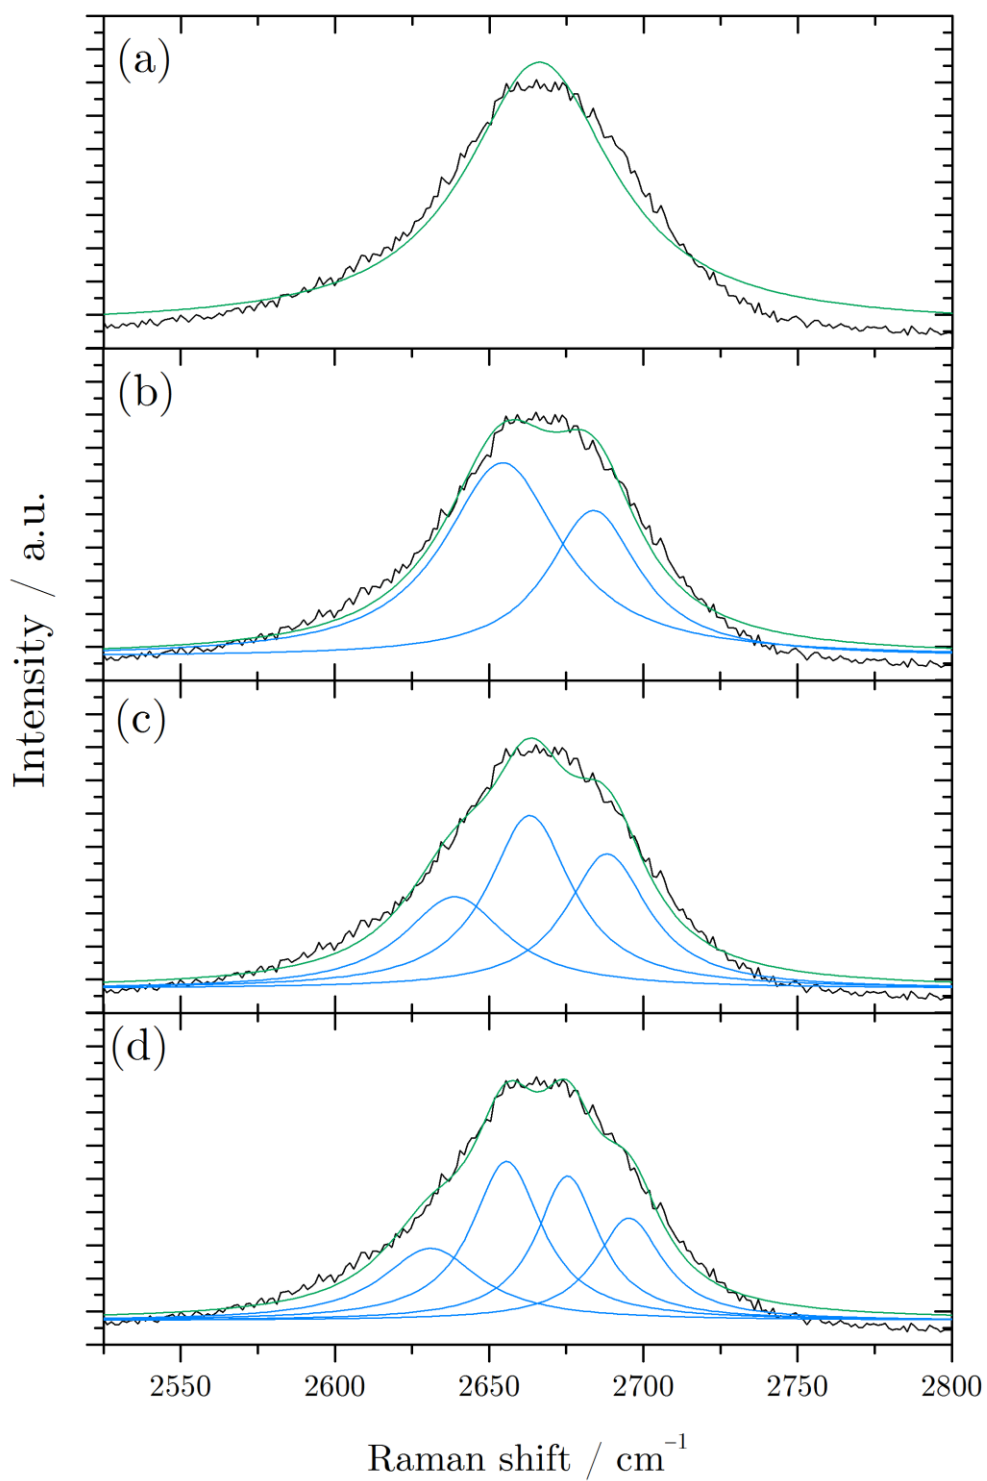 (a)
(b)
(c)
(d)
Intensity / a.u.
2550 2600 2650 2700 2750 2800
Raman shift / cm⁻¹